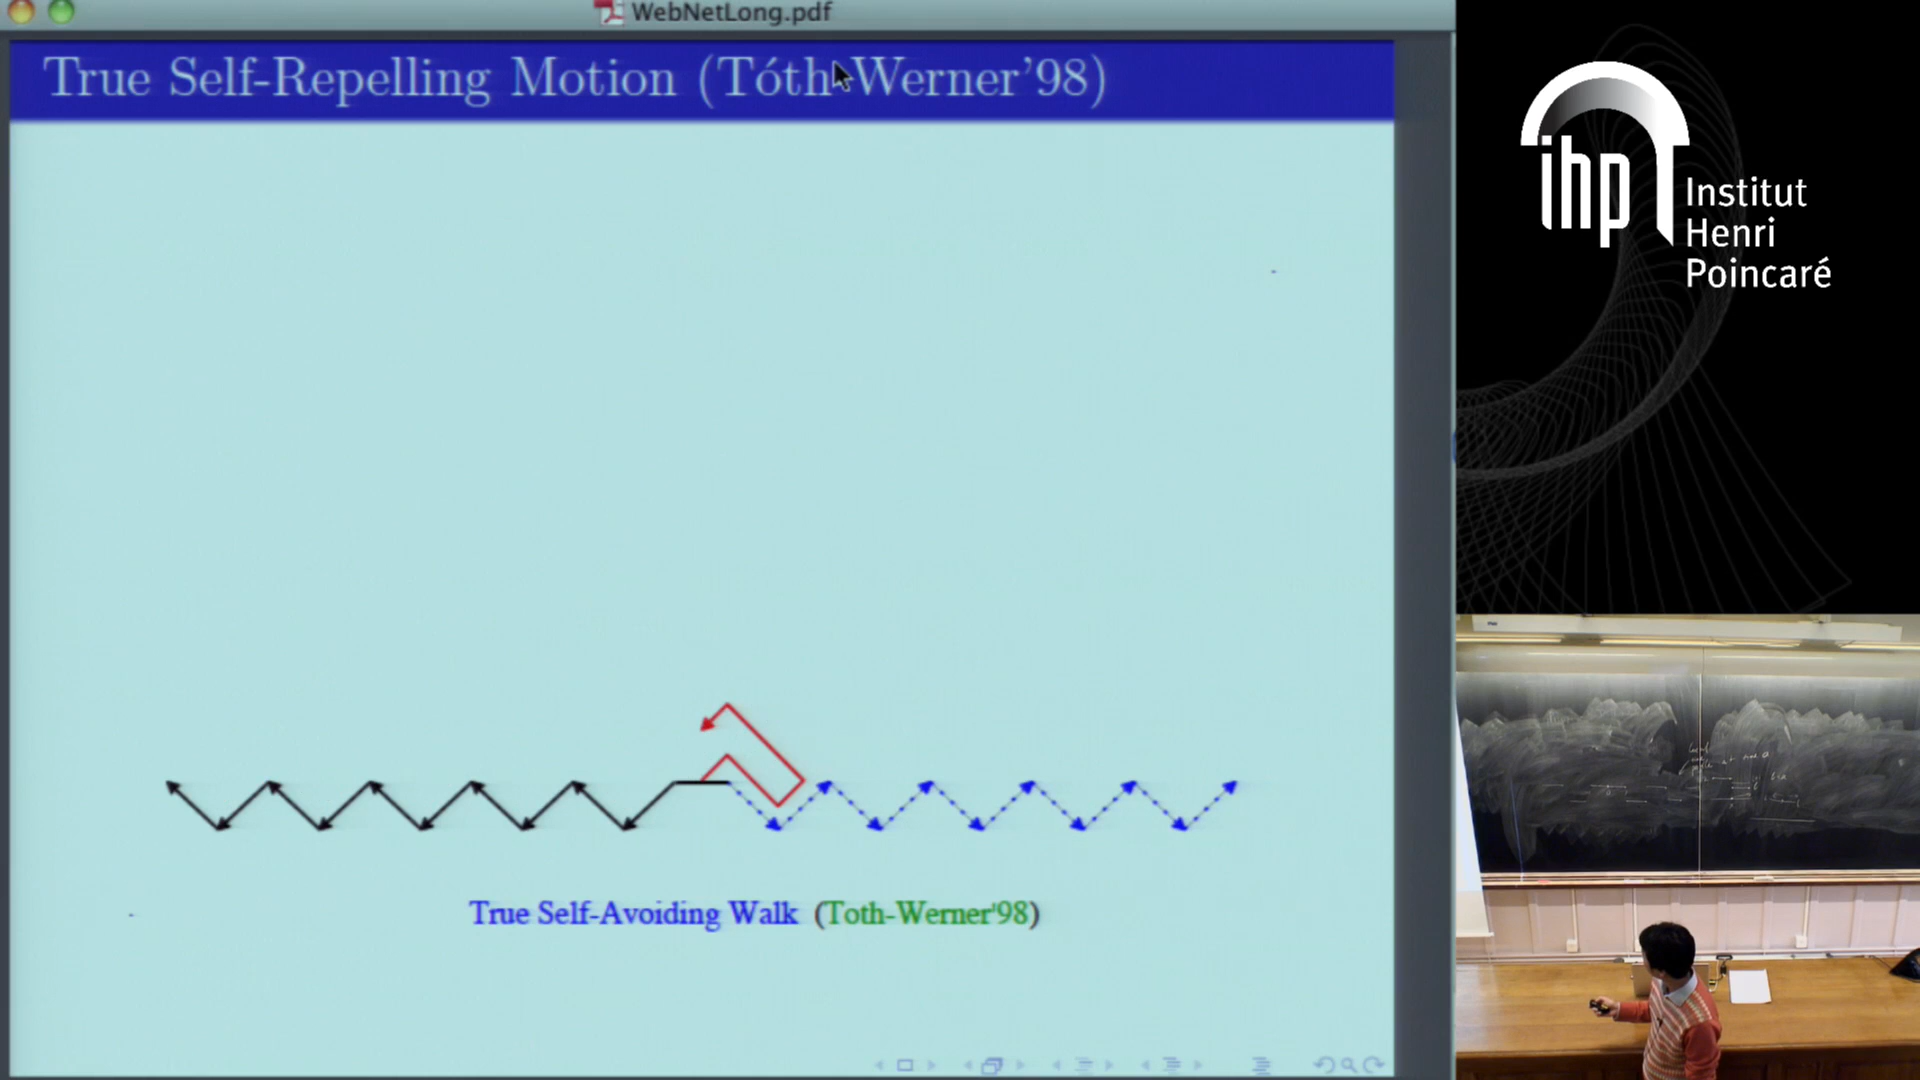 WebNetLong.pdf
True Self-Repelling Motion (Tóth-Werner'98)
True Self-Avoiding Walk (Toth-Werner'98)
ihp
Institut
Henri
Poincaré